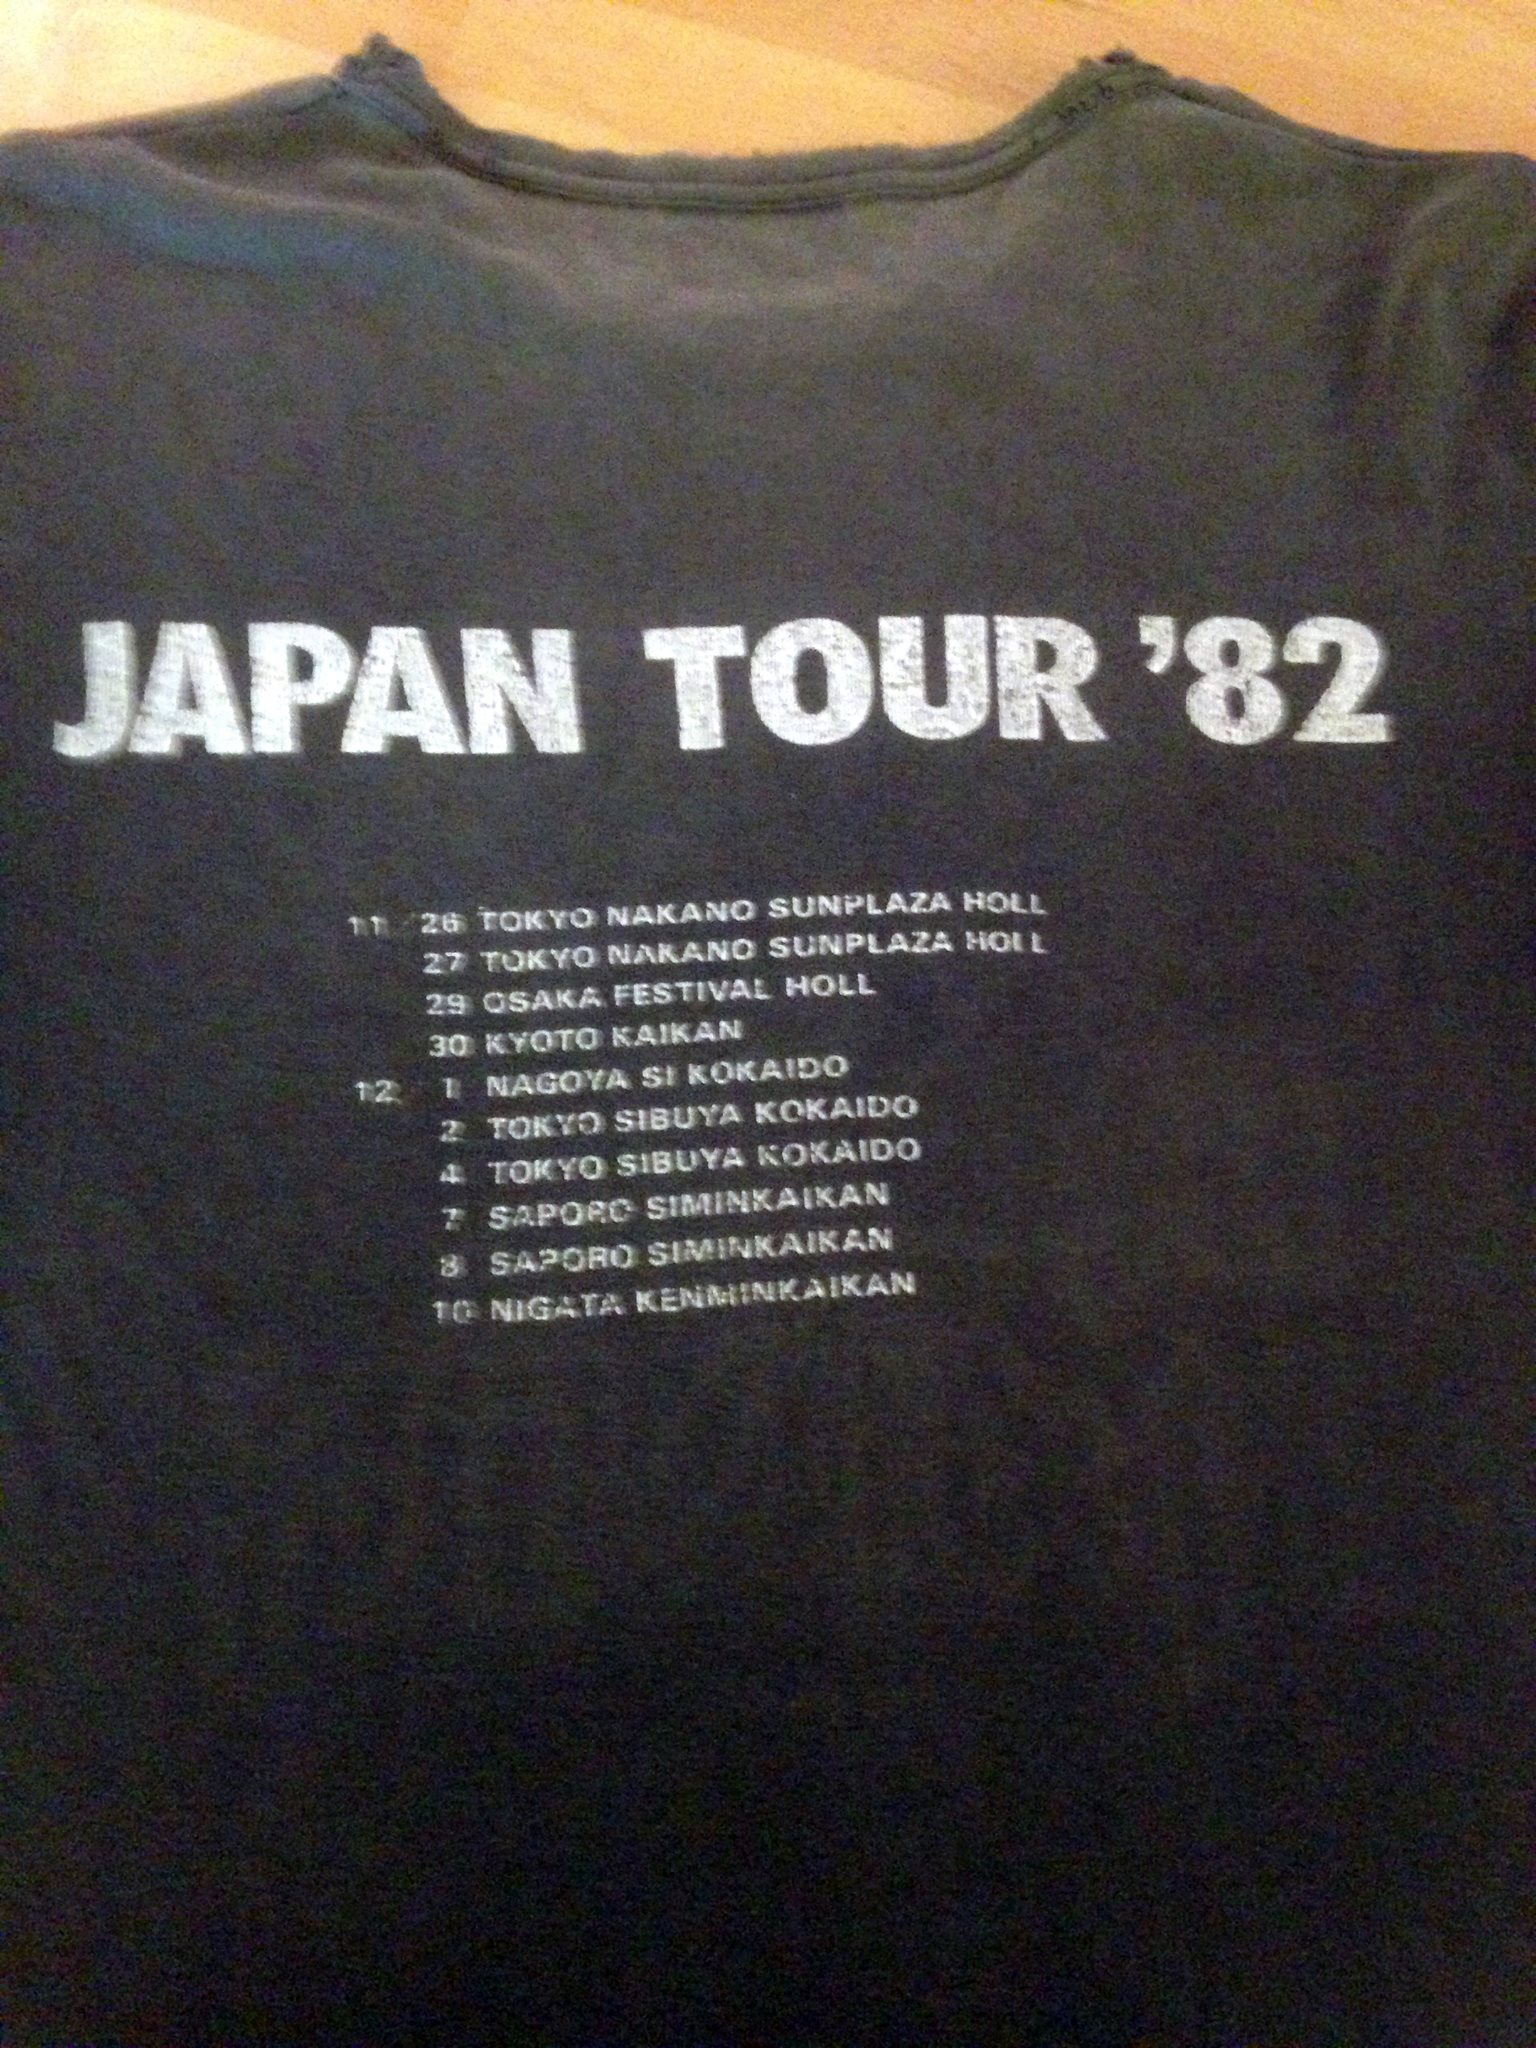 JAPAN TOUR '82
11 26 TOKYO NAKANO SUNPLAZA HOLL
27 TOKYO NAKANO SUNPLAZA HOLL
29 OSAKA FESTIVAL HOLL
30 KYOTO KAIKAN
12 1 NAGOYA SI KOKAIDO
2 TOKYO SIBUYA KOKAIDO
4 TOKYO SIBUYA KOKAIDO
7 SAPORO SIMINKAIKAN
8 SAPORO SIMINKAIKAN
10 NIGATA KENMINKAIKAN